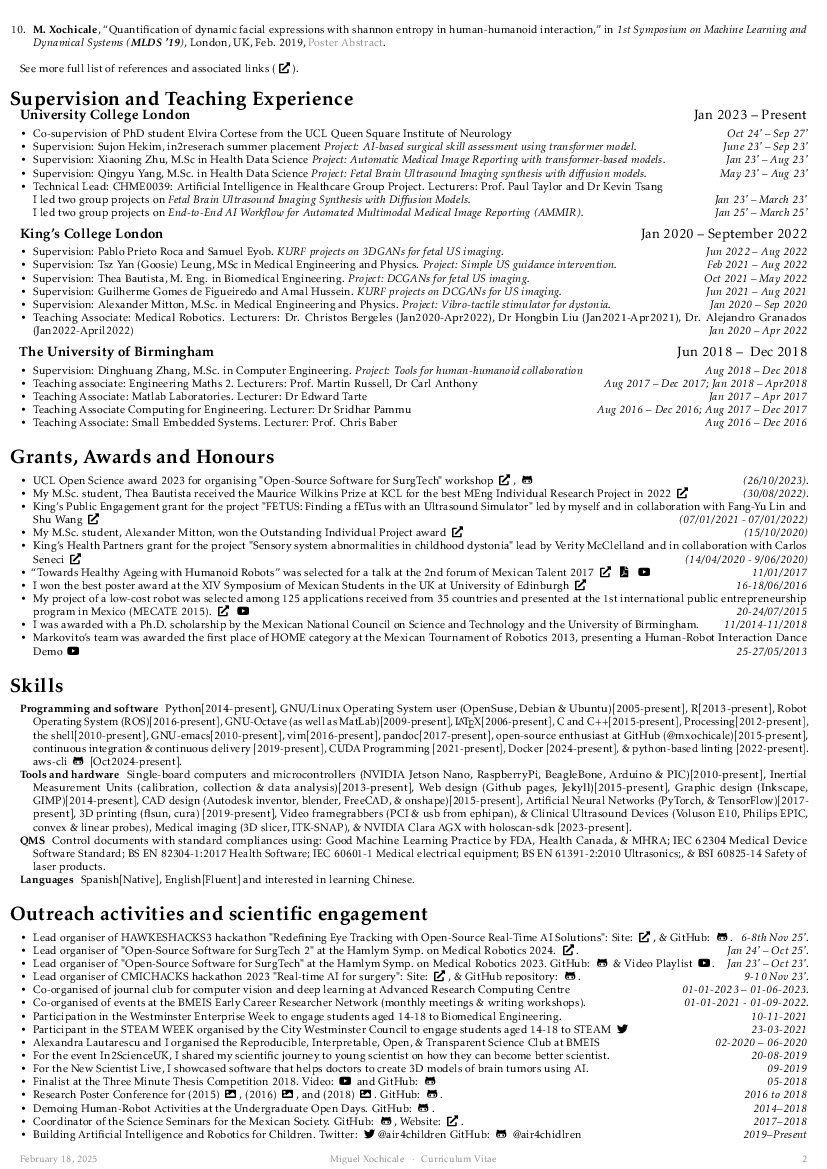 10. M. Xochicale, “Quantification of dynamic facial expressions with shannon entropy in human-humanoid interaction,” in 1st Symposium on Machine Learning and
Dynamical Systems (MLDS ’19), London, UK, Feb. 2019, Poster Abstract.
See more full list of references and associated links ( ).
Supervision and Teaching Experience
University College London Jan 2023 – Present
• Co-supervision of PhD student Elvira Cortese from the UCL Queen Square Institute of Neurology Oct 24’ – Sep 27’
• Supervision: Sujon Hekim, in2reserach summer placement Project: AI-based surgical skill assessment using transformer model. June 23’ – Sep 23’
• Supervision: Xiaoning Zhu, M.Sc in Health Data Science Project: Automatic Medical Image Reporting with transformer-based models. Jan 23’ – Aug 23’
• Supervision: Qingyu Yang, M.Sc in Health Data Science Project: Fetal Brain Ultrasound Imaging synthesis with diffusion models. May 23’ – Aug 23’
• Technical Lead: CHME0039: Artificial Intelligence in Healthcare Group Project. Lecturers: Prof. Paul Taylor and Dr Kevin Tsang
I led two group projects on Fetal Brain Ultrasound Imaging Synthesis with Diffusion Models. Jan 23’ – March 23’
I led two group projects on End-to-End AI Workflow for Automated Multimodal Medical Image Reporting (AMMIR). Jan 25’ – March 25’
King’s College London Jan 2020 – September 2022
• Supervision: Pablo Prieto Roca and Samuel Eyob. KURF projects on 3DGANs for fetal US imaging. Jun 2022 – Aug 2022
• Supervision: Tsz Yan (Goosie) Leung, MSc in Medical Engineering and Physics. Project: Simple US guidance intervention. Feb 2021 – Aug 2022
• Supervision: Thea Bautista, M. Eng. in Biomedical Engineering. Project: DCGANs for fetal US imaging. Oct 2021 – May 2022
• Supervision: Guilherme Gomes de Figueiredo and Amal Hussein. KURF projects on DCGANs for US imaging. Jun 2021 – Aug 2021
• Supervision: Alexander Mitton, M.Sc. in Medical Engineering and Physics. Project: Vibro-tactile stimulator for dystonia. Jan 2020 – Sep 2020
• Teaching Associate: Medical Robotics. Lecturers: Dr. Christos Bergeles (Jan2020-Apr2022), Dr Hongbin Liu (Jan2021-Apr2021), Dr. Alejandro Granados
(Jan2022-April2022) Jan 2020 – Apr 2022
The University of Birmingham Jun 2018 – Dec 2018
• Supervision: Dinghuang Zhang, M.Sc. in Computer Engineering. Project: Tools for human-humanoid collaboration Aug 2018 – Dec 2018
• Teaching associate: Engineering Maths 2. Lecturers: Prof. Martin Russell, Dr Carl Anthony Aug 2017 – Dec 2017; Jan 2018 – Apr2018
• Teaching Associate: Matlab Laboratories. Lecturer: Dr Edward Tarte Jan 2017 – Apr 2017
• Teaching Associate Computing for Engineering. Lecturer: Dr Sridhar Pammu Aug 2016 – Dec 2016; Aug 2017 – Dec 2017
• Teaching Associate: Small Embedded Systems. Lecturer: Prof. Chris Baber Aug 2016 – Dec 2016
Grants, Awards and Honours
• UCL Open Science award 2023 for organising "Open-Source Software for SurgTech" workshop , (26/10/2023).
• My M.Sc. student, Thea Bautista received the Maurice Wilkins Prize at KCL for the best MEng Individual Research Project in 2022 (30/08/2022).
• King’s Public Engagement grant for the project "FETUS: Finding a fETus with an Ultrasound Simulator" led by myself and in collaboration with Fang-Yu Lin and
Shu Wang (07/01/2021 - 07/01/2022)
• My M.Sc. student, Alexander Mitton, won the Outstanding Individual Project award (15/10/2020)
• King’s Health Partners grant for the project "Sensory system abnormalities in childhood dystonia" lead by Verity McClelland and in collaboration with Carlos
Seneci (14/04/2020 - 9/06/2020)
• “Towards Healthy Ageing with Humanoid Robots” was selected for a talk at the 2nd forum of Mexican Talent 2017 11/01/2017
• I won the best poster award at the XIV Symposium of Mexican Students in the UK at University of Edinburgh 16-18/06/2016
• My project of a low-cost robot was selected among 125 applications received from 35 countries and presented at the 1st international public entrepreneurship
program in Mexico (MECATE 2015). 20-24/07/2015
• I was awarded with a Ph.D. scholarship by the Mexican National Council on Science and Technology and the University of Birmingham. 11/2014-11/2018
• Markovito’s team was awarded the first place of HOME category at the Mexican Tournament of Robotics 2013, presenting a Human-Robot Interaction Dance
Demo 25-27/05/2013
Skills
Programming and software Python[2014-present], GNU/Linux Operating System user (OpenSuse, Debian & Ubuntu)[2005-present], R[2013-present], Robot
Operating System (ROS)[2016-present], GNU-Octave (as well as MatLab)[2009-present], LATEX[2006-present], C and C++[2015-present], Processing[2012-present],
the shell[2010-present], GNU-emacs[2010-present], vim[2016-present], pandoc[2017-present], open-source enthusiast at GitHub (@mxochicale)[2015-present],
continuous integration & continuous delivery [2019-present], CUDA Programming [2021-present], Docker [2024-present], & python-based linting [2022-present].
aws-cli [Oct2024-present].
Tools and hardware Single-board computers and microcontrollers (NVIDIA Jetson Nano, RaspberryPi, BeagleBone, Arduino & PIC)[2010-present], Inertial
Measurement Units (calibration, collection & data analysis)[2013-present], Web design (Github pages, Jekyll)[2015-present], Graphic design (Inkscape,
GIMP)[2014-present], CAD design (Autodesk inventor, blender, FreeCAD, & onshape)[2015-present], Artificial Neural Networks (PyTorch, & TensorFlow)[2017-
present], 3D printing (flsun, cura) [2019-present], Video framegrabbers (PCI & usb from ephipan), & Clinical Ultrasound Devices (Voluson E10, Philips EPIC,
convex & linear probes), Medical imaging (3D slicer, ITK-SNAP), & NVIDIA Clara AGX with holoscan-sdk [2023-present].
QMS Control documents with standard compliances using: Good Machine Learning Practice by FDA, Health Canada, & MHRA; IEC 62304 Medical Device
Software Standard; BS EN 82304-1:2017 Health Software; IEC 60601-1 Medical electrical equipment; BS EN 61391-2:2010 Ultrasonics;, & BSI 60825-14 Safety of
laser products.
Languages Spanish[Native], English[Fluent] and interested in learning Chinese.
Outreach activities and scientific engagement
• Lead organiser of HAWKESHACKS3 hackathon "Redefining Eye Tracking with Open-Source Real-Time AI Solutions": Site: , & GitHub: . 6-8th Nov 25’.
• Lead organiser of "Open-Source Software for SurgTech 2" at the Hamlyn Symp. on Medical Robotics 2024. . Jan 24’ – Oct 25’.
• Lead organiser of "Open-Source Software for SurgTech" at the Hamlyn Symp. on Medical Robotics 2023. GitHub: & Video Playlist . Jan 23’ – Oct 23’.
• Lead organiser of CMICHACKS hackathon 2023 "Real-time AI for surgery": Site: , & GitHub repository: . 9-10 Nov 23’.
• Co-organised of journal club for computer vision and deep learning at Advanced Research Computing Centre 01-01-2023 – 01-06-2023.
• Co-organised of events at the BMEIS Early Career Researcher Network (monthly meetings & writing workshops). 01-01-2021 - 01-09-2022.
• Participation in the Westminster Enterprise Week to engage students aged 14-18 to Biomedical Engineering. 10-11-2021
• Participant in the STEAM WEEK organised by the City Westminster Council to engage students aged 14-18 to STEAM 23-03-2021
• Alexandra Lautarescu and I organised the Reproducible, Interpretable, Open, & Transparent Science Club at BMEIS 02-2020 – 06-2020
• For the event In2ScienceUK, I shared my scientific journey to young scientist on how they can become better scientist. 20-08-2019
• For the New Scientist Live, I showcased software that helps doctors to create 3D models of brain tumors using AI. 09-2019
• Finalist at the Three Minute Thesis Competition 2018. Video: and GitHub: 05-2018
• Research Poster Conference for (2015) , (2016) , and (2018) . GitHub: . 2016 to 2018
• Demoing Human-Robot Activities at the Undergraduate Open Days. GitHub: . 2014–2018
• Coordinator of the Science Seminars for the Mexican Society. GitHub: , Website: . 2017–2018
• Building Artificial Intelligence and Robotics for Children. Twitter: @air4children GitHub: @air4chidlren 2019–Present
February 18, 2025 Miguel Xochicale · Curriculum Vitae 2